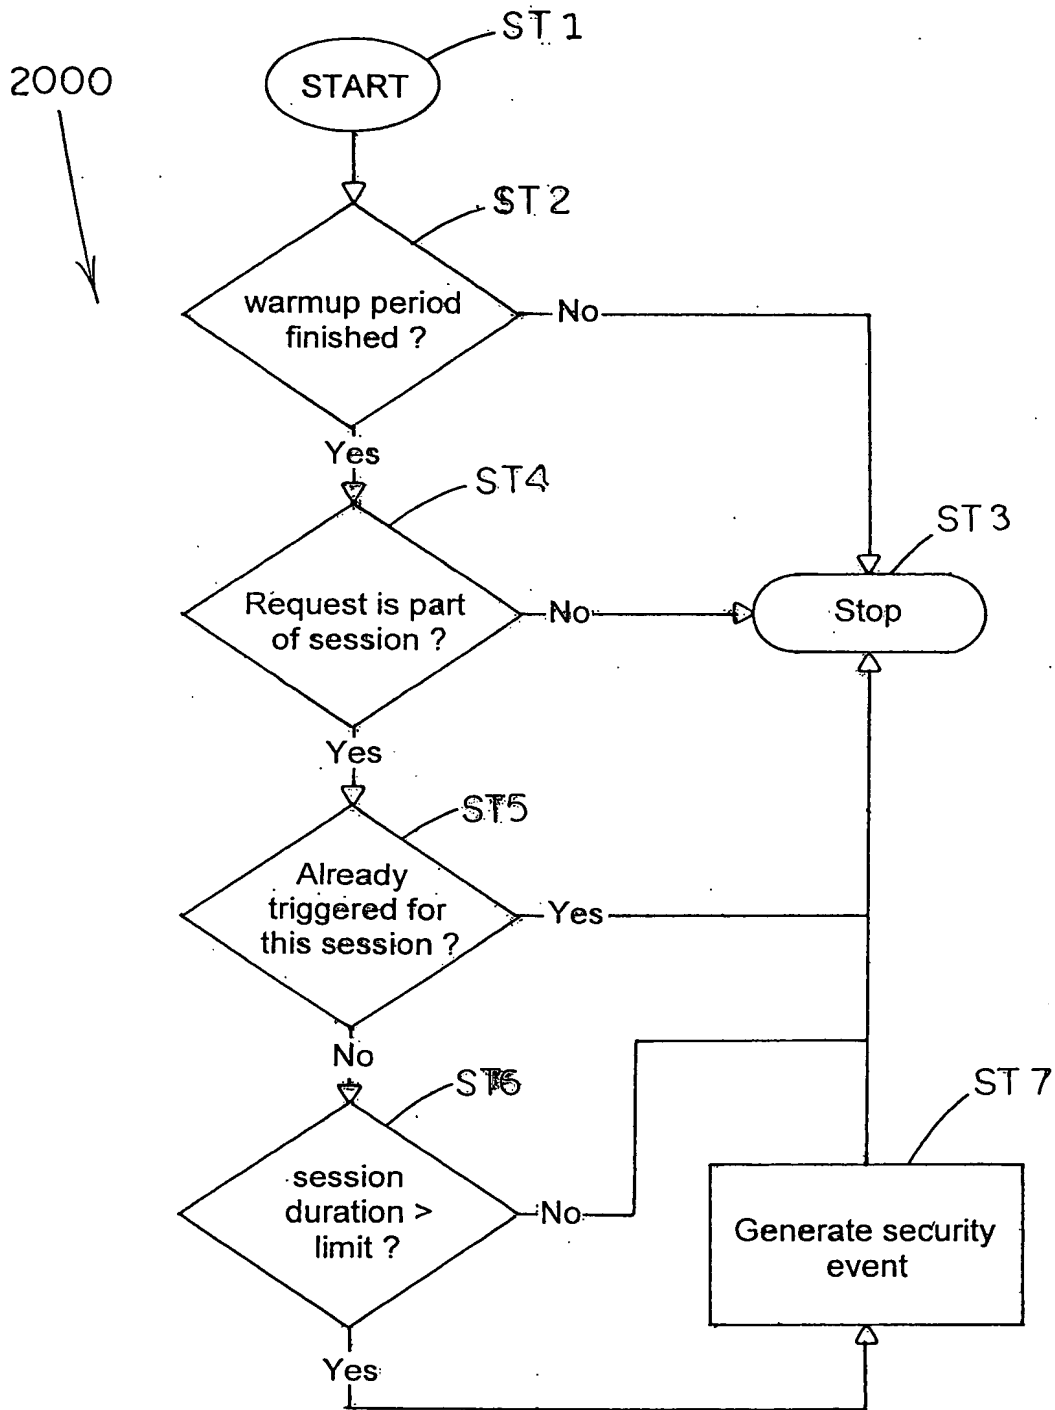 ST 1
2000
START
ST 2
warmup period
finished ?
No
Yes
ST4
ST 3
Request is part
of session ?
No
Stop
Yes
ST5
Already
triggered for
this session ?
Yes
No
ST6
ST 7
session
duration >
limit ?
No
Generate security
event
Yes